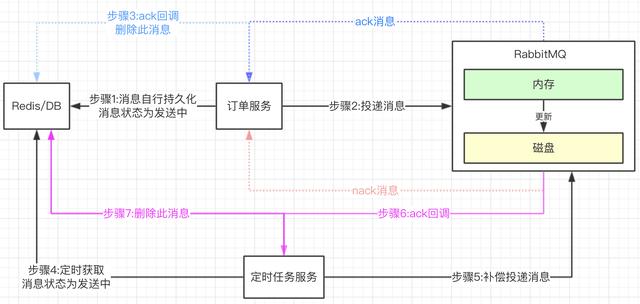 步骤3:ack回调
删除此消息
ack消息
RabbitMQ
内存
更新
磁盘
Redis/DB
步骤1:消息自行持久化
消息状态为发送中
订单服务
步骤2:投递消息
nack消息
步骤7:删除此消息
步骤6:ack回调
步骤4:定时获取
消息状态为发送中
定时任务服务
步骤5:补偿投递消息